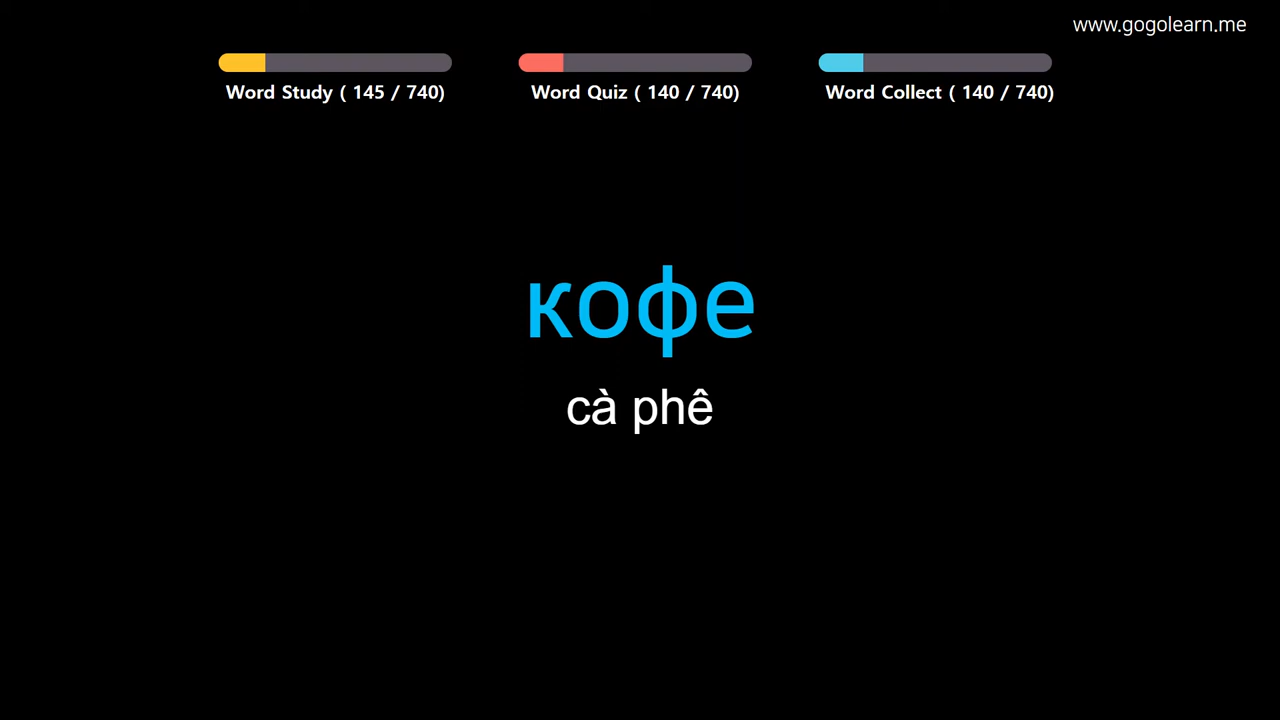 www.gogolearn.me
Word Study ( 145 / 740)
Word Quiz ( 140 / 740)
Word Collect ( 140 / 740)
кофе
cà phê